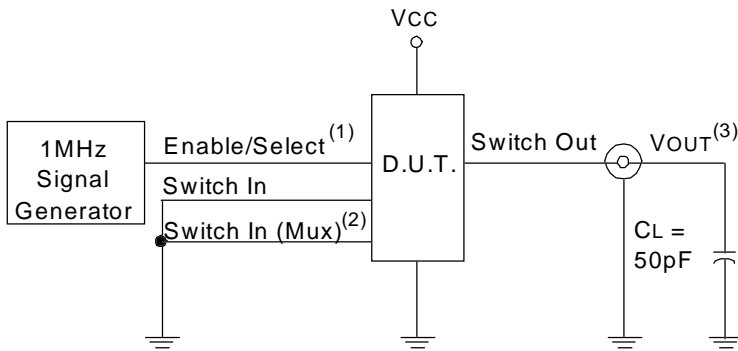 VCC
1MHz
Signal
Generator
Enable/Select(1)
Switch In
Switch In (Mux)(2)
D.U.T.
Switch Out
VOUT(3)
CL =
50pF